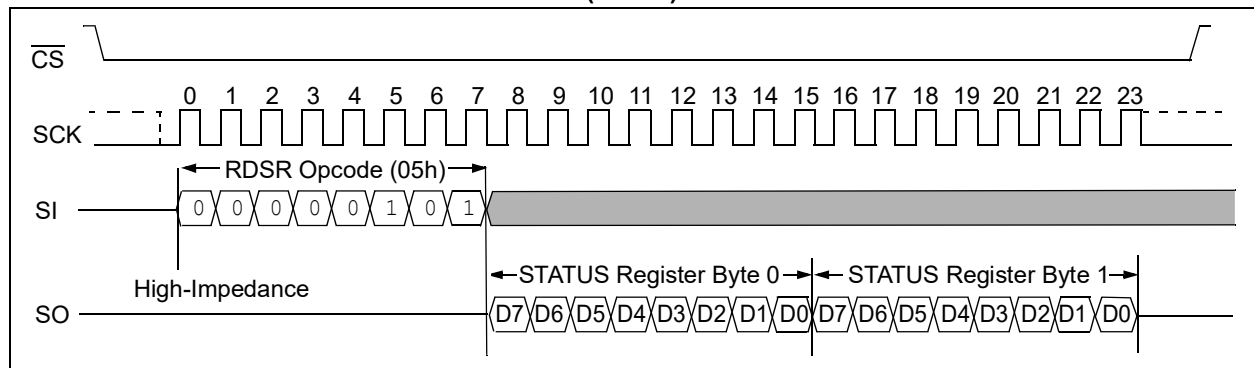 CS
0 1 2 3 4 5 6 7 8 9 10 11 12 13 14 15 16 17 18 19 20 21 22 23
SCK
RDSR Opcode (05h)
SI 0 0 0 0 0 1 0 1
STATUS Register Byte 0 STATUS Register Byte 1
High-Impedance
SO D7 D6 D5 D4 D3 D2 D1 D0 D7 D6 D5 D4 D3 D2 D1 D0